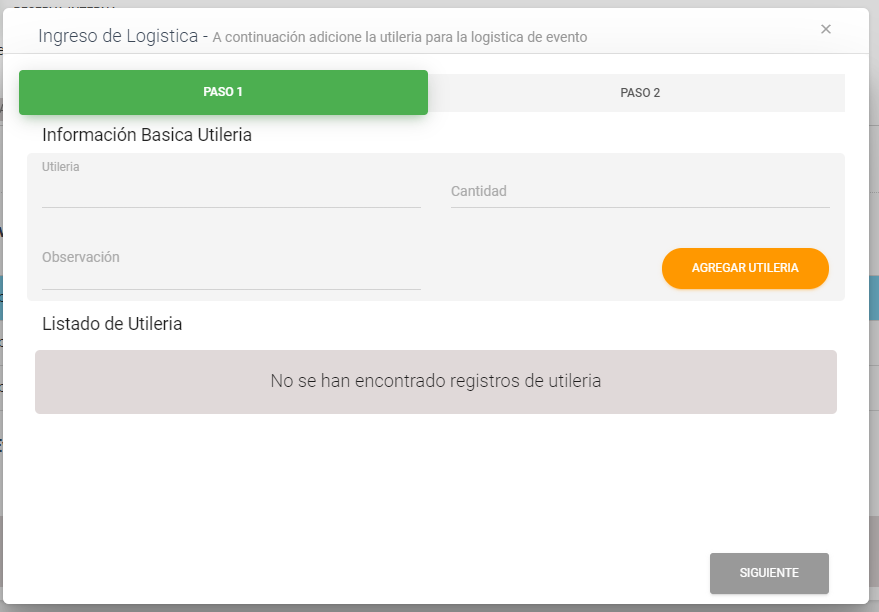 Ingreso de Logistica - A continuación adicione la utileria para la logistica de evento
×
PASO 1
PASO 2
Información Basica Utileria
Utileria
Cantidad
Observación
AGREGAR UTILERIA
Listado de Utileria
No se han encontrado registros de utileria
SIGUIENTE